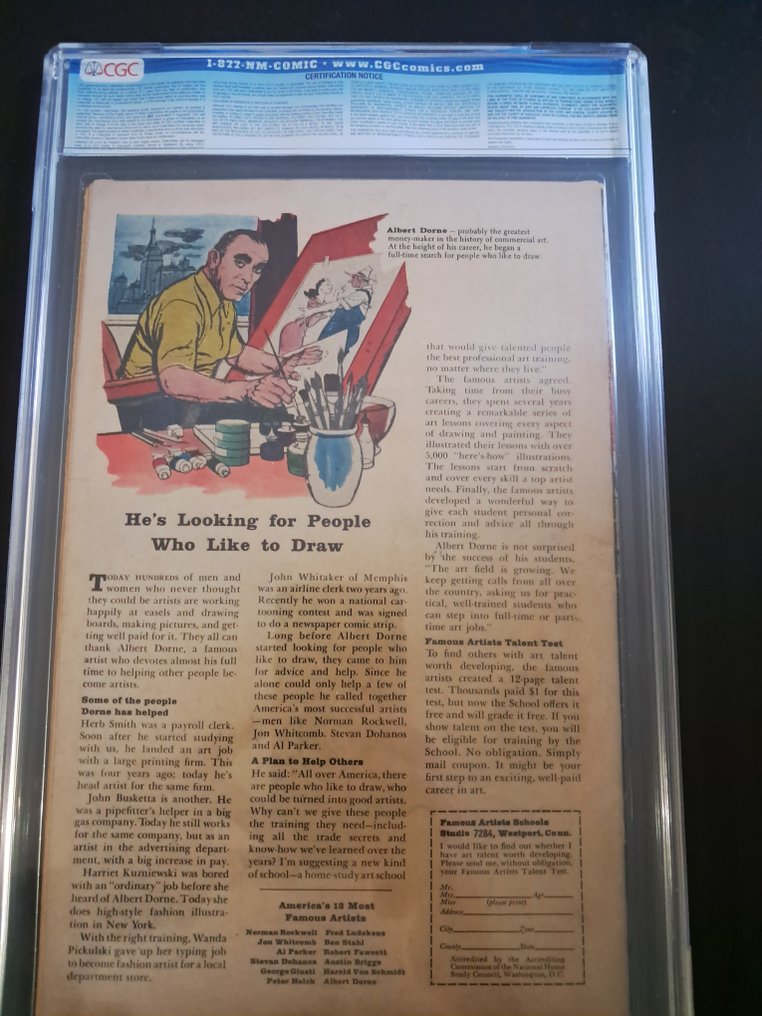 CGC
1-877-NM-COMIC • www.CGCcomics.com
CERTIFICATION NOTICE
Albert Dorne — probably the greatest
money-maker in the history of commercial art.
At the height of his career, he began a
full-time search for people who like to draw.
He's Looking for People
Who Like to Draw
TODAY HUNDREDS of men and
women who never thought
they could be artists are working
happily at easels and drawing
boards, making pictures, and get-
ting well paid for it. They all can
thank Albert Dorne, a famous
artist who devotes almost his full
time to helping other people be-
come artists.
Some of the people
Dorne has helped
Herb Smith was a payroll clerk.
Soon after he started studying
with us, he landed an art job
with a large printing firm. This
was four years ago; today he's
head artist for the same firm.
John Busketta is another. He
was a pipefitter's helper in a big
gas company. Today he still works
for the same company, but as an
artist in the advertising depart-
ment, with a big increase in pay.
Harriet Kuzniewski was bored
with an "ordinary" job before she
heard of Albert Dorne. Today she
does high-style fashion illustra-
tion in New York.
With the right training, Wanda
Pickulski gave up her typing job
to become fashion artist for a local
department store.
John Whitaker of Memphis
was an airline clerk two years ago.
Recently he won a national car-
tooning contest and was signed
to do a newspaper comic strip.
Long before Albert Dorne
started looking for people who
like to draw, they came to him
for advice and help. Since he
alone could only help a few of
these people he called together
America's most successful artists
—men like Norman Rockwell,
Jon Whitcomb, Stevan Dohanos
and Al Parker.
A Plan to Help Others
He said: "All over America, there
are people who like to draw, who
could be turned into good artists.
Why can't we give these people
the training they need—includ-
ing all the trade secrets and
know-how we've learned over the
years? I'm suggesting a new kind
of school—a home-study art school
America's 12 Most
Famous Artists
Norman Rockwell Fred Ludekens
Jon Whitcomb Ben Stahl
Al Parker Robert Fawcett
Stevan Dohanos Austin Briggs
George Giusti Harold Von Schmidt
Peter Helck Albert Dorne
that would give talented people
the best professional art training,
no matter where they live."
The famous artists agreed.
Taking time from their busy
careers, they spent several years
creating a remarkable series of
art lessons covering every aspect
of drawing and painting. They
illustrated their lessons with over
5,000 "here's-how" illustrations.
The lessons start from scratch
and cover every skill a top artist
needs. Finally, the famous artists
developed a wonderful way to
give each student personal cor-
rection and advice all through
his training.
Albert Dorne is not surprised
by the success of his students.
"The art field is growing. We
keep getting calls from all over
the country, asking us for prac-
tical, well-trained students who
can step into full-time or part-
time art jobs."
Famous Artists Talent Test
To find others with art talent
worth developing, the famous
artists created a 12-page talent
test. Thousands paid $1 for this
test, but now the School offers it
free and will grade it free. If you
show talent on the test, you will
be eligible for training by the
School. No obligation. Simply
mail coupon. It might be your
first step to an exciting, well-paid
career in art.
Famous Artists Schools
Studio 7284, Westport, Conn.
I would like to find out whether I
have art talent worth developing.
Please send me, without obligation,
your Famous Artists Talent Test.
Mr.
Mrs. Age
Miss (please print)
Address
City Zone
County State
Accredited by the Accrediting
Commission of the National Home
Study Council, Washington, D.C.